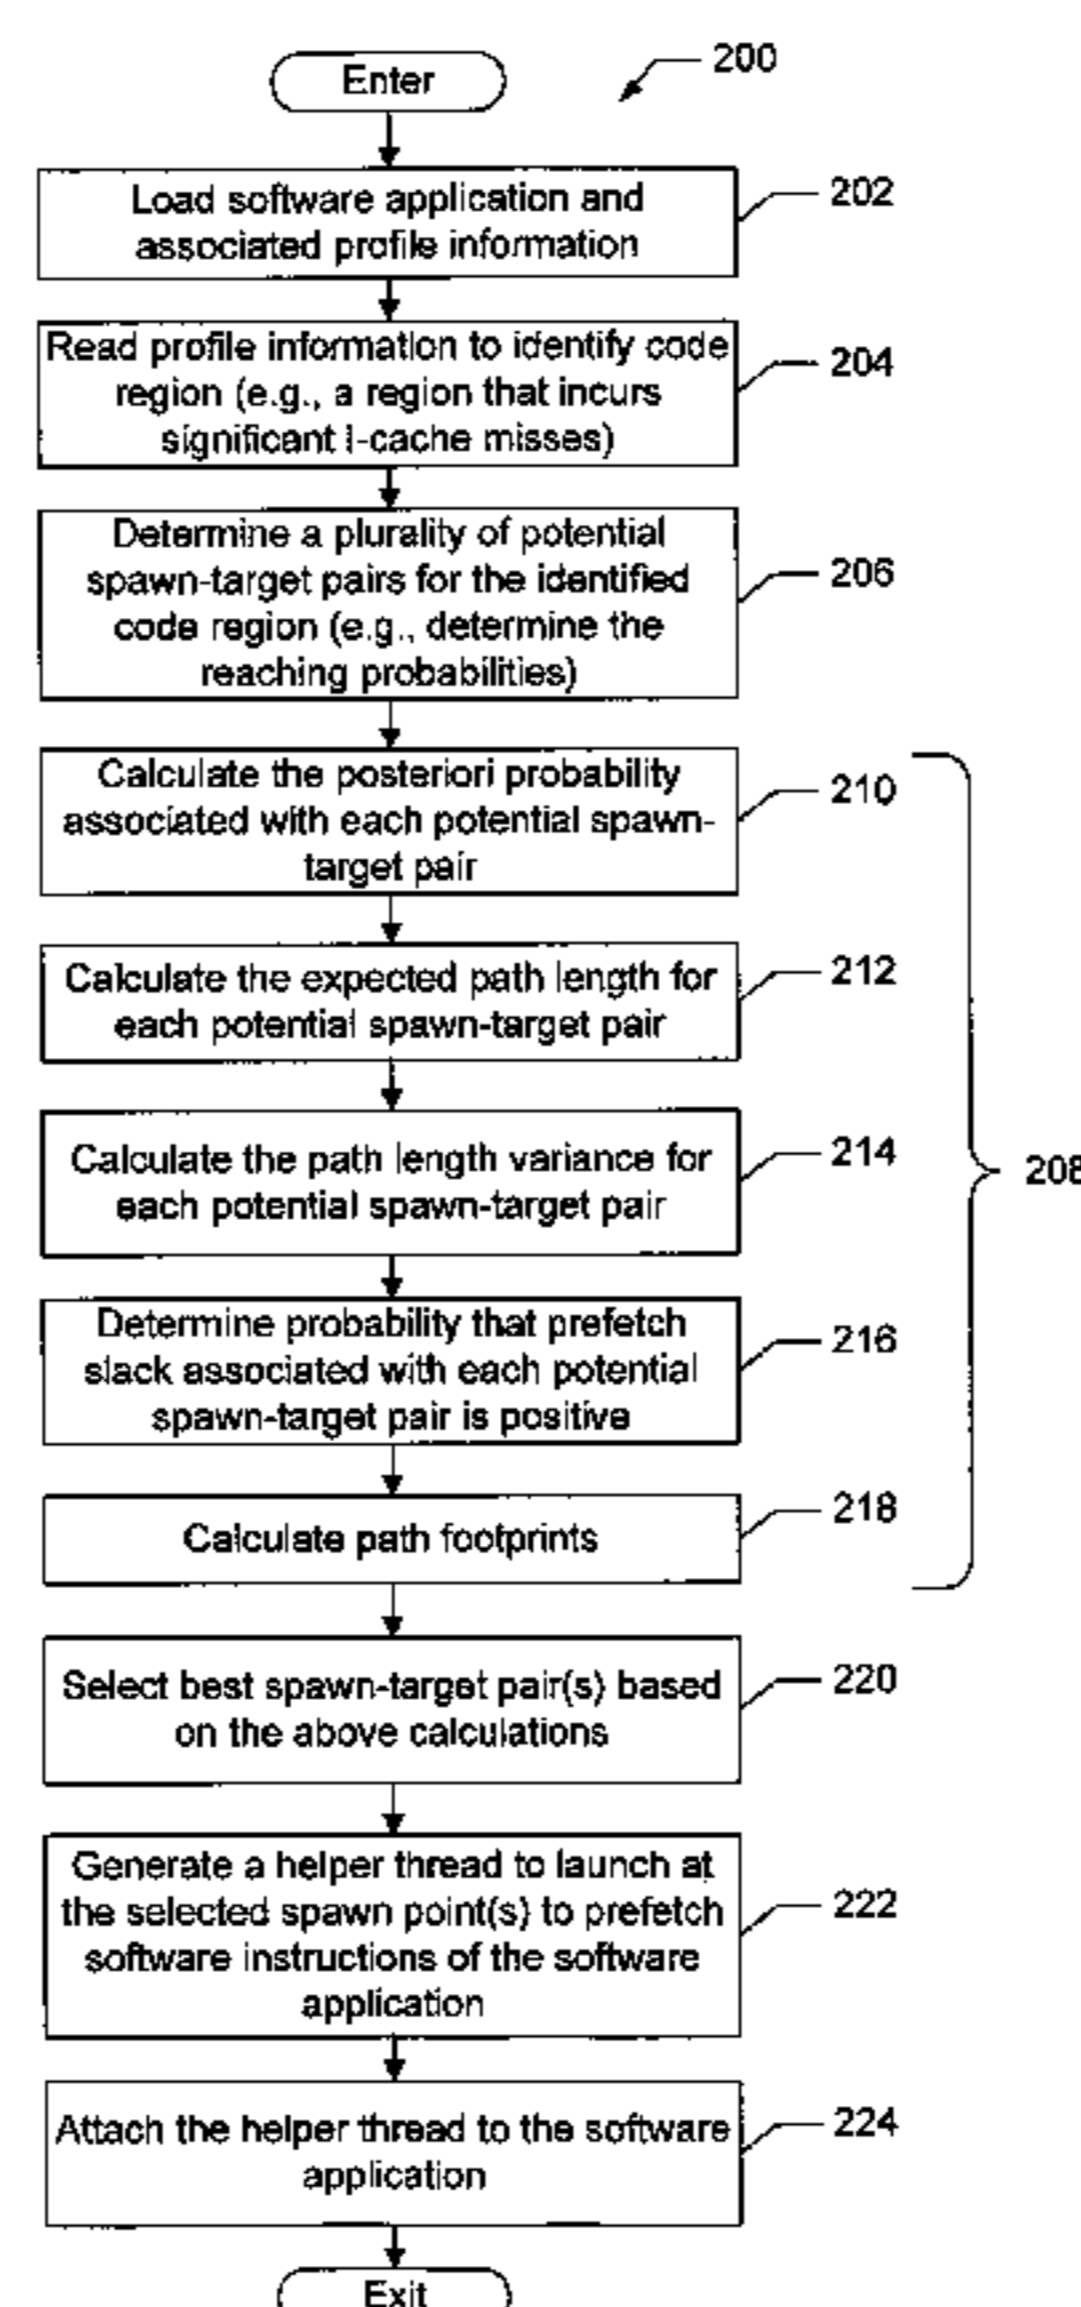 Enter
200
Load software application and
associated profile information
202
Read profile information to identify code
region (e.g., a region that incurs
significant I-cache misses)
204
Determine a plurality of potential
spawn-target pairs for the identified
code region (e.g., determine the
reaching probabilities)
206
Calculate the posteriori probability
associated with each potential spawn-
target pair
210
Calculate the expected path length for
each potential spawn-target pair
212
Calculate the path length variance for
each potential spawn-target pair
214
208
Determine probability that prefetch
slack associated with each potential
spawn-target pair is positive
216
Calculate path footprints
218
Select best spawn-target pair(s) based
on the above calculations
220
Generate a helper thread to launch at
the selected spawn point(s) to prefetch
software instructions of the software
application
222
Attach the helper thread to the software
application
224
Exit